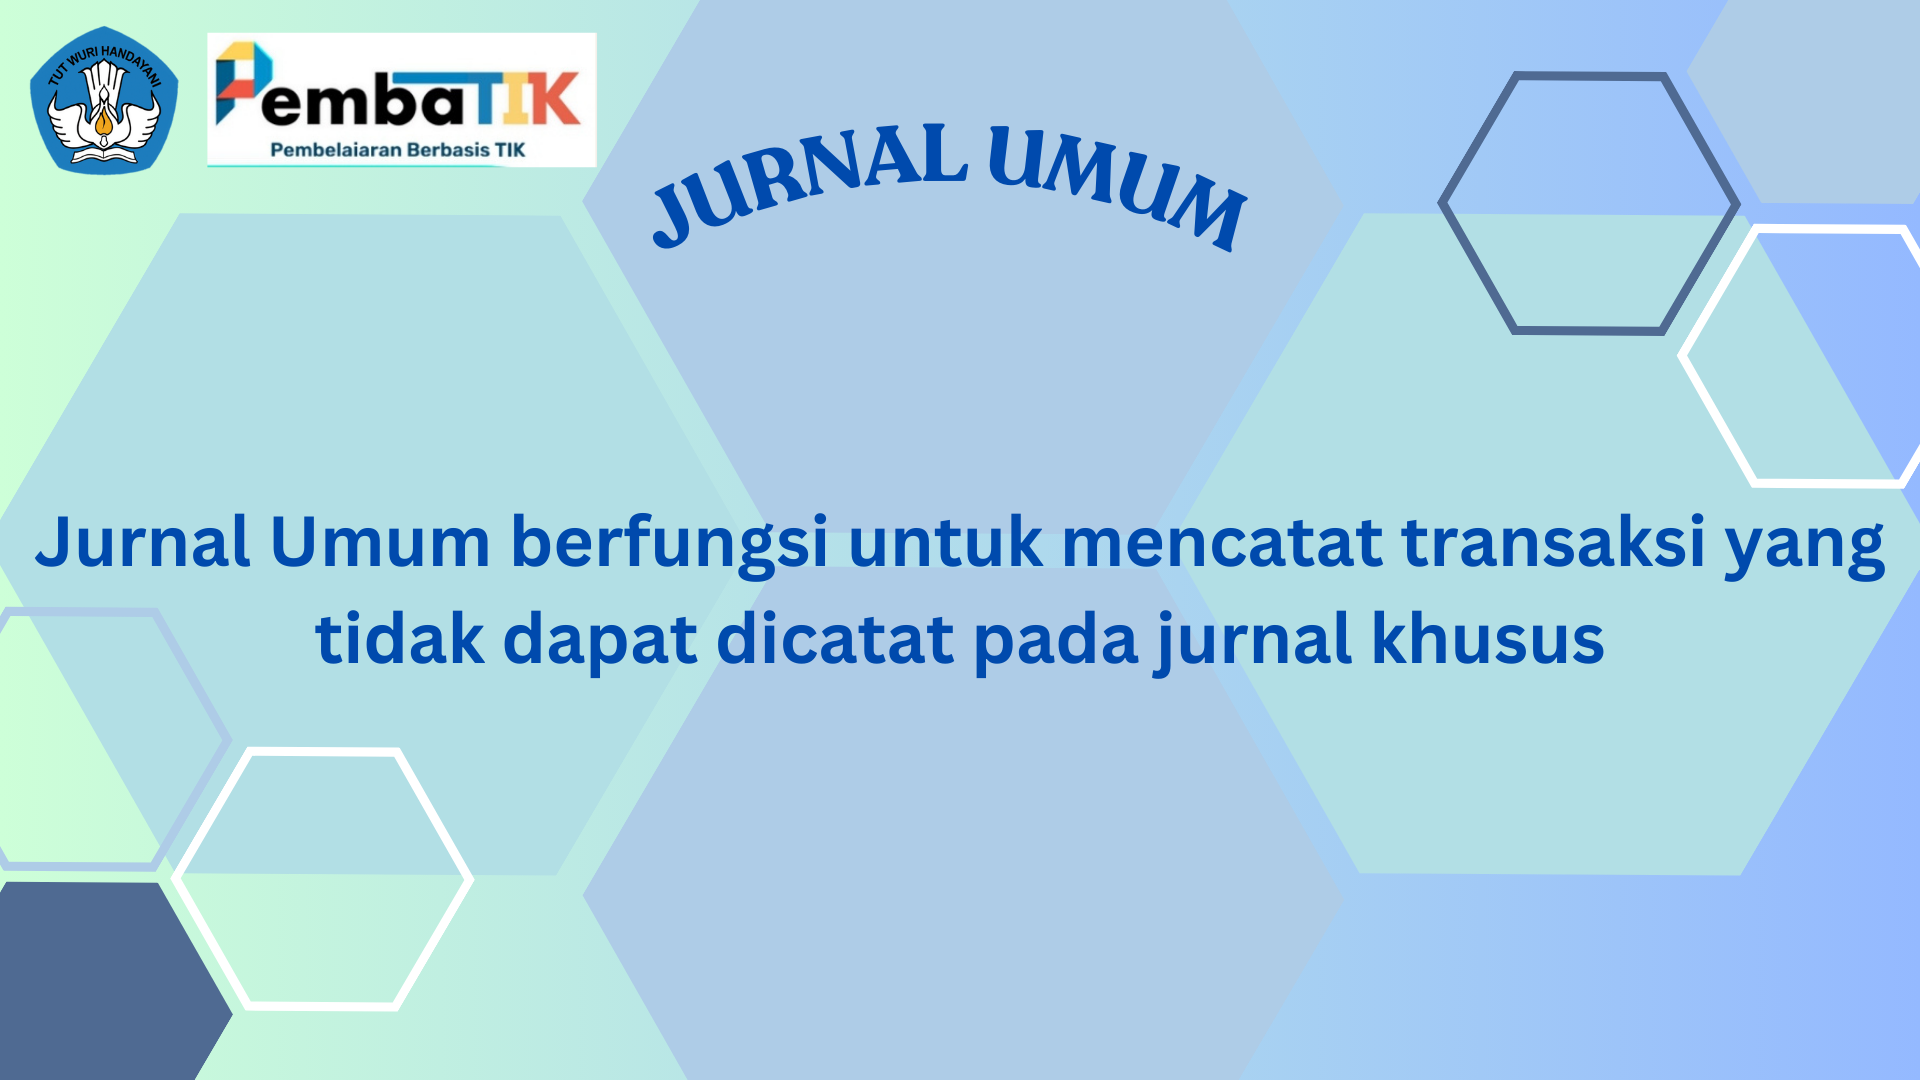 TUT WURI HANDAYANI
PembaTIK
Pembelaiaran Berbasis TIK
JURNAL UMUM
Jurnal Umum berfungsi untuk mencatat transaksi yang
tidak dapat dicatat pada jurnal khusus